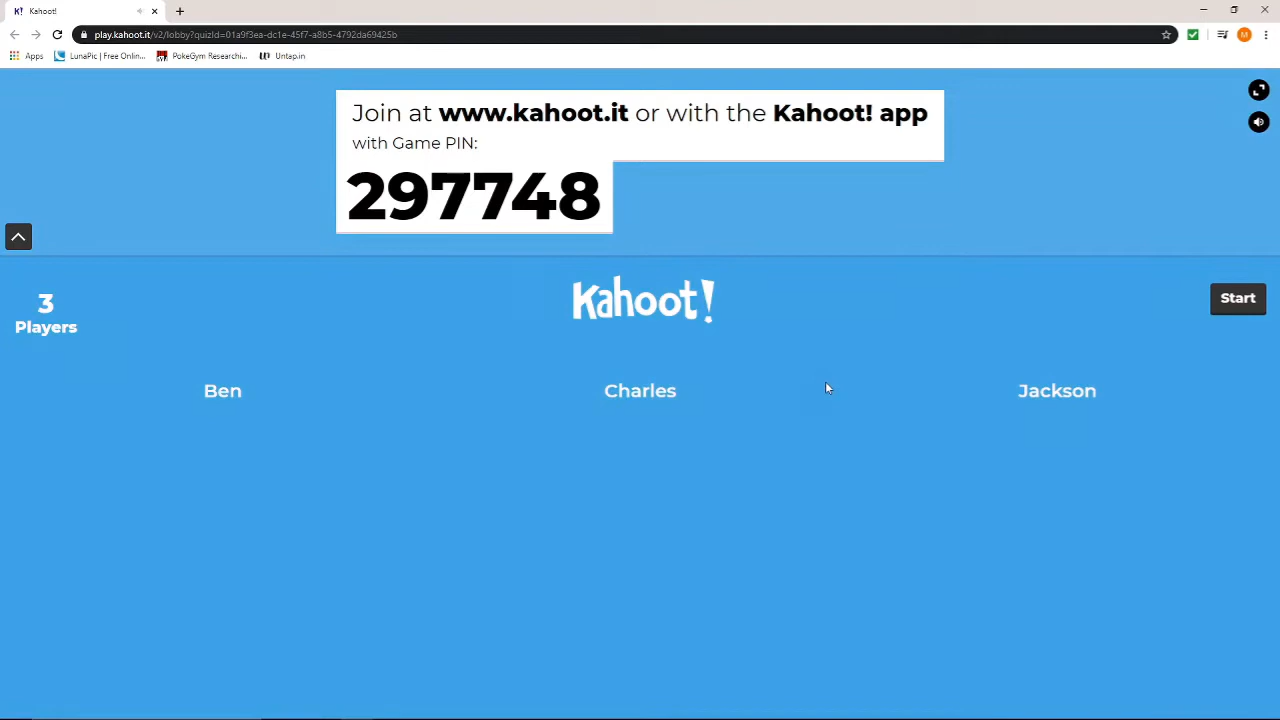 Kahoot!
play.kahoot.it/v2/lobby?quizId=01a9f3ea-dc1e-45f7-a8b5-4792da69425b
M
Apps
LunaPic | Free Onlin...
PokeGym Researchi...
Untap.in
Join at www.kahoot.it or with the Kahoot! app
with Game PIN:
297748
3
Players
Kahoot!
Start
Ben
Charles
Jackson